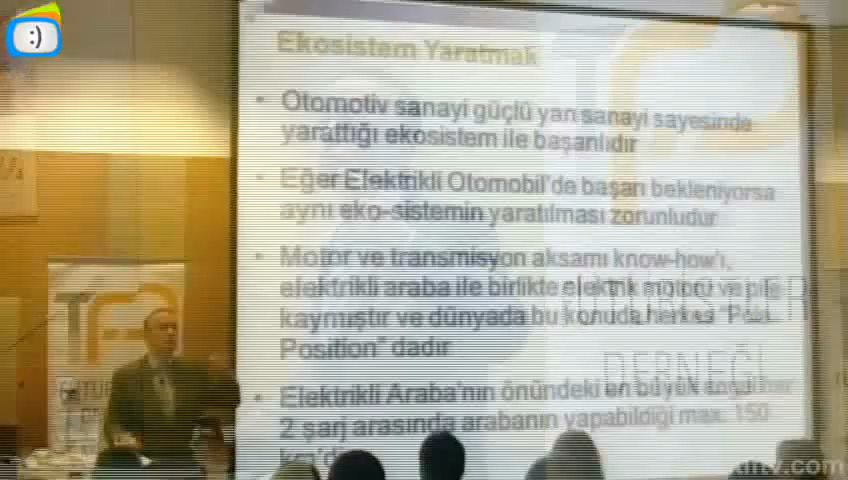 :)
Ekosistem Yaratmak
• Otomotiv sanayi güçlü yan sanayi sayesinde
yarattığı ekosistem ile başarılıdır
• Eğer Elektrikli Otomobil'de başarı bekleniyorsa
aynı eko-sistemin yaratılması zorunludur
• Motor ve transmisyon aksamı know-how'ı,
elektrikli araba ile birlikte elektrik motoru ve pile
kaymıştır ve dünyada bu konuda herkes "Pole
Position" dadır
• Elektrikli Araba'nın önündeki en büyük engel her
2 şarj arasında arabanın yapabildiği max. 150
DERNEĞİ